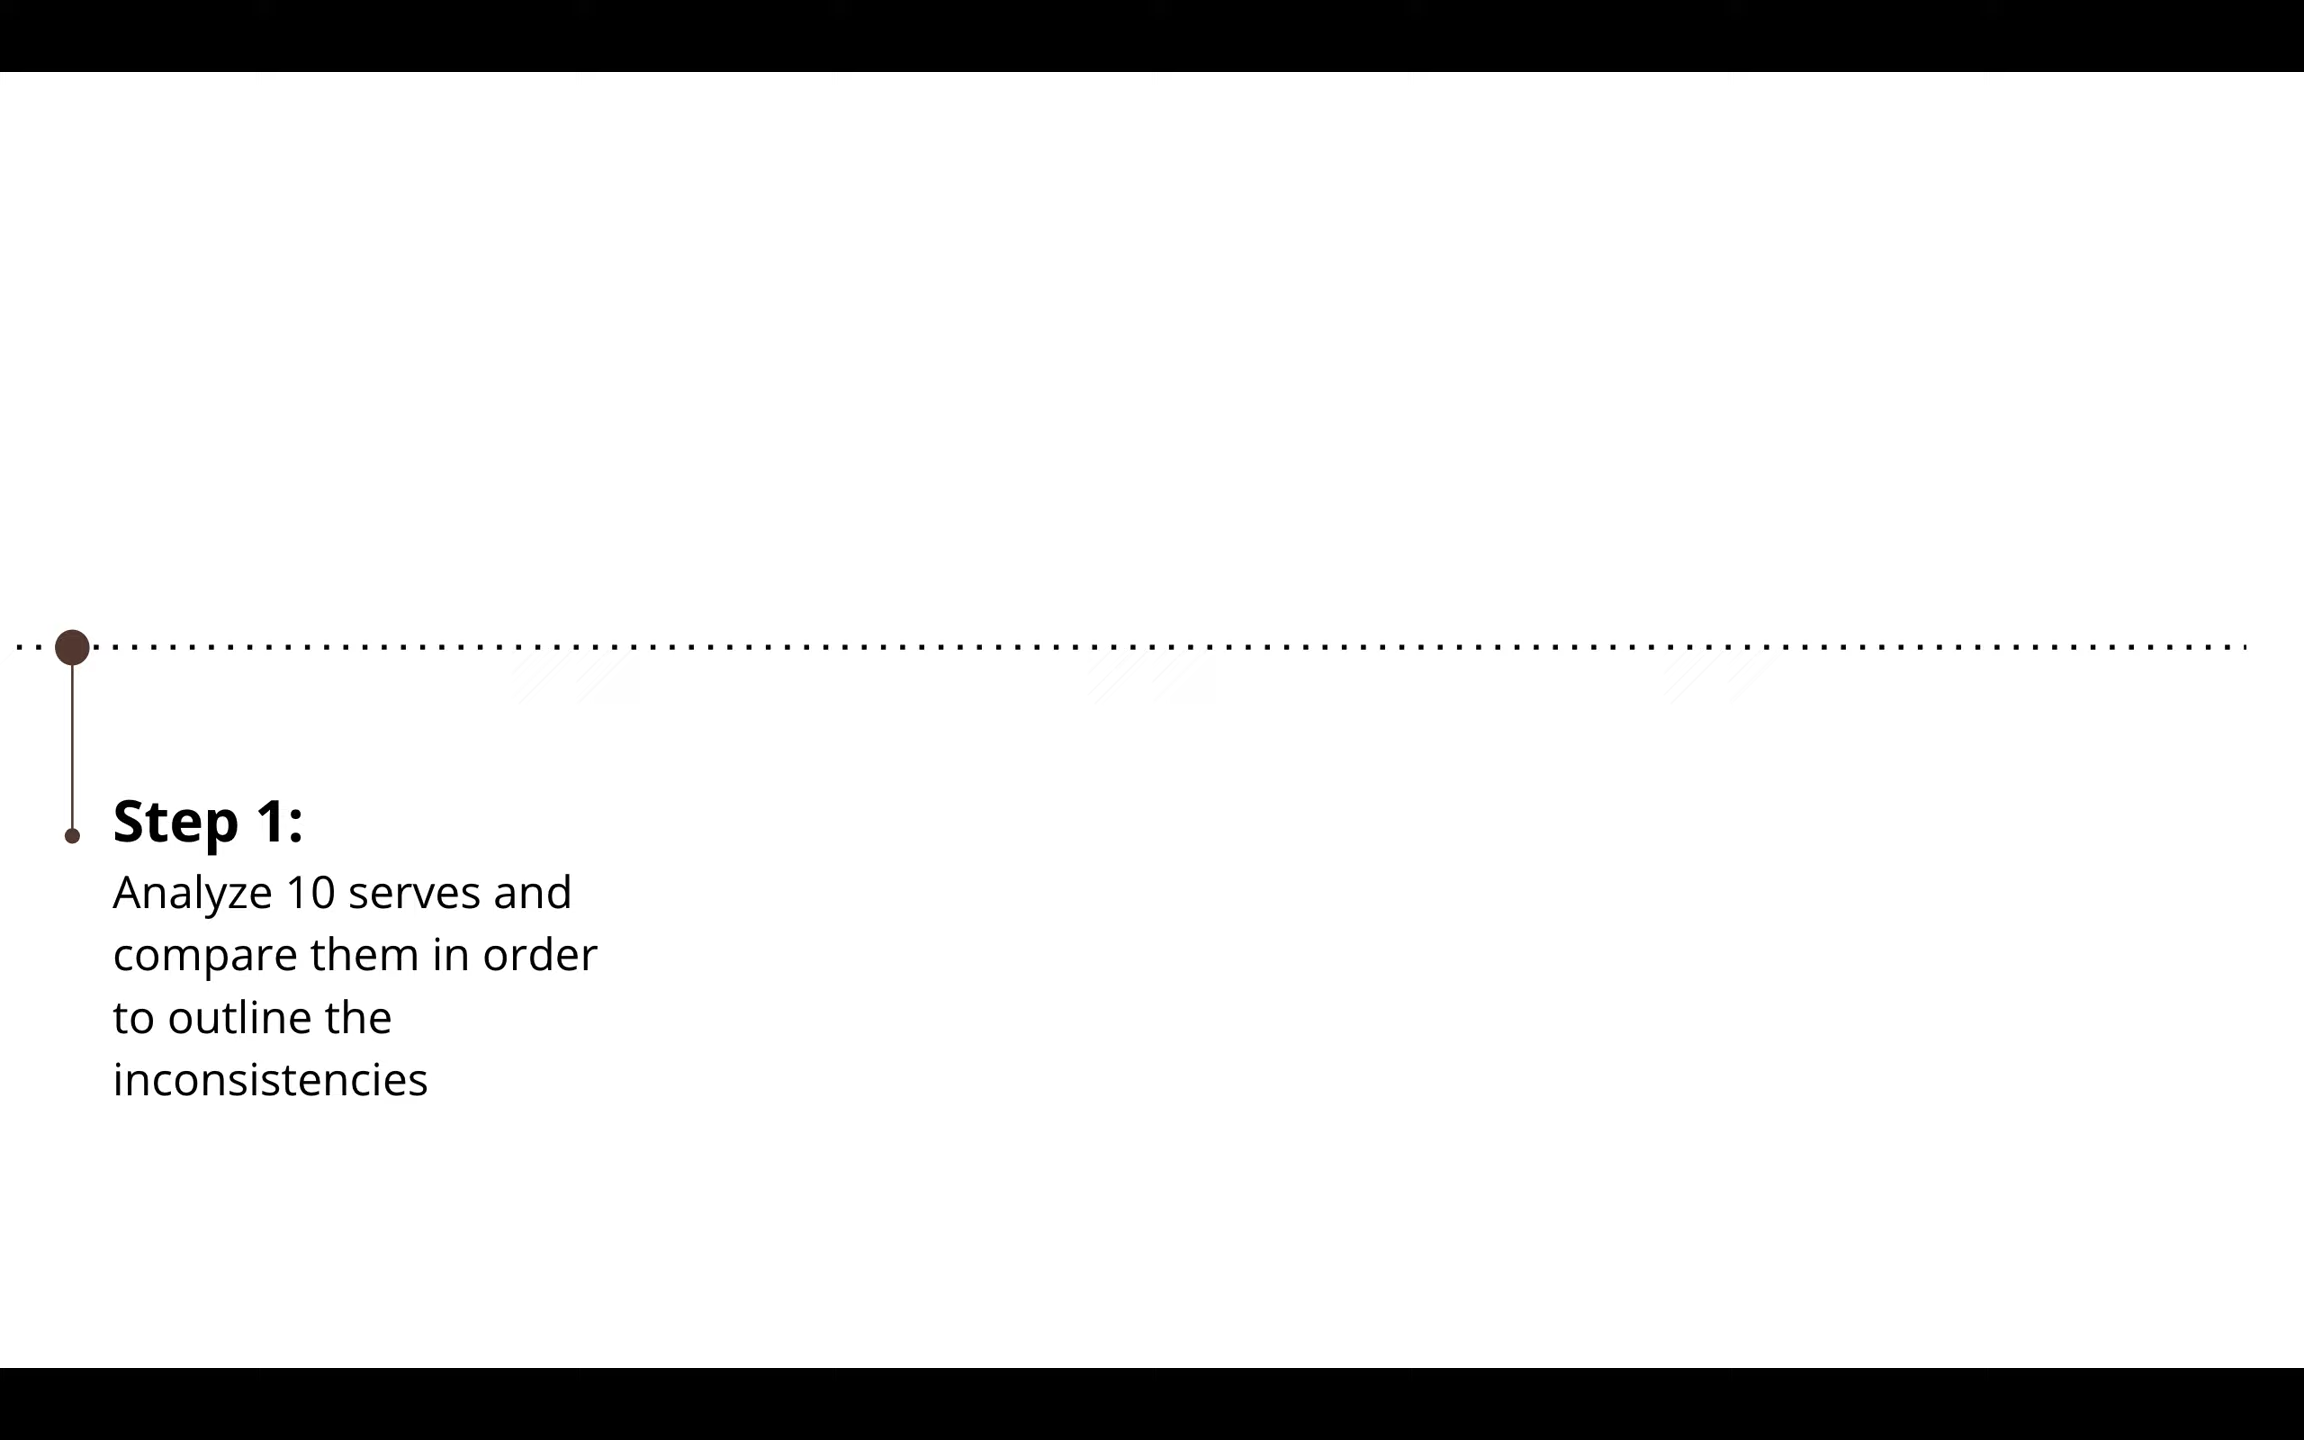 Step 1:
Analyze 10 serves and
compare them in order
to outline the
inconsistencies